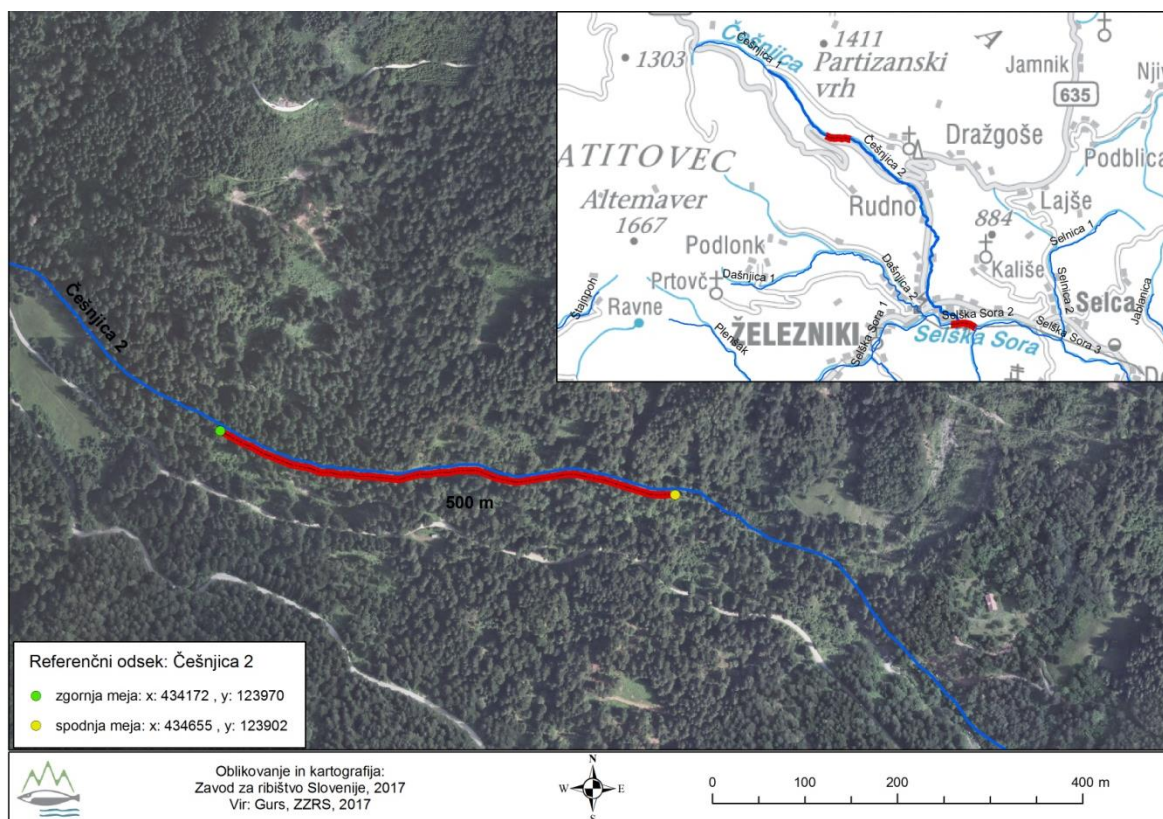 Češnjica 2
500 m
Češnjica
Češnjica 1
1303
1411
Partizanski
vrh
A
Jamnik
Njiv
635
Dražgoše
Podblica
Češnjica 2
ATITOVEC
Altemaver
1667
Rudno
884
Lajše
Selnica 1
Podlonk
Kališe
Prtovč
Dašnjica 1
Dašnjica 2
Selnica 2
Selca
Jablanica
Štajnpoh
Ravne
Plenšak
ŽELEZNIKI
Selška Sora 1
Selška Sora 2
Selška Sora
Selška Sora 3
Referenčni odsek: Češnjica 2
zgornja meja: x: 434172 , y: 123970
spodnja meja: x: 434655 , y: 123902
Oblikovanje in kartografija:
Zavod za ribištvo Slovenije, 2017
Vir: Gurs, ZZRS, 2017
N
W
E
S
0 100 200 400 m